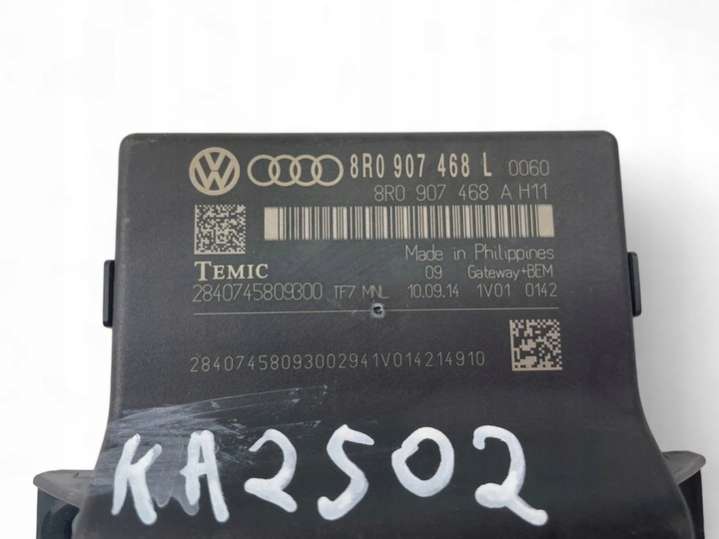 8R0 907 468 L 0060
8R0 907 468 A H11
Made in Philippines
TEMIC 09 Gateway+BEM
2840745809300 TF7 MNL 10.09.14 1V01 0142
28407458093002941V014214910
KA2502